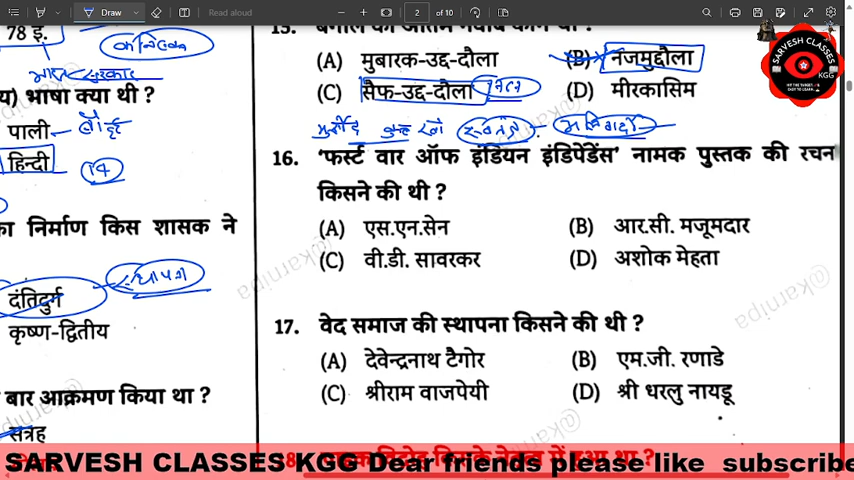 Draw
Read aloud
2 of 10
SARVESH CLASSES
KGG
78 ई.
भाषा क्या थी ?
पाली
हिन्दी
का निर्माण किस शासक ने
दंतिदुर्ग
कृष्ण-द्वितीय
बार आक्रमण किया था ?
सत्रह
(A) मुबारक-उद्द-दौला (B) नजमुद्दौला
(C) सैफ-उद्द-दौला (D) मीरकासिम
16. 'फर्स्ट वार ऑफ इंडियन इंडिपेंडेंस' नामक पुस्तक की रचन
किसने की थी ?
(A) एस.एन.सेन (B) आर.सी. मजूमदार
(C) वी.डी. सावरकर (D) अशोक मेहता
17. वेद समाज की स्थापना किसने की थी ?
(A) देवेन्द्रनाथ टैगोर (B) एम.जी. रणाडे
(C) श्रीराम वाजपेयी (D) श्री धरलु नायडू
@karnipa
@karnipa
SARVESH CLASSES KGG Dear friends please like subscribe